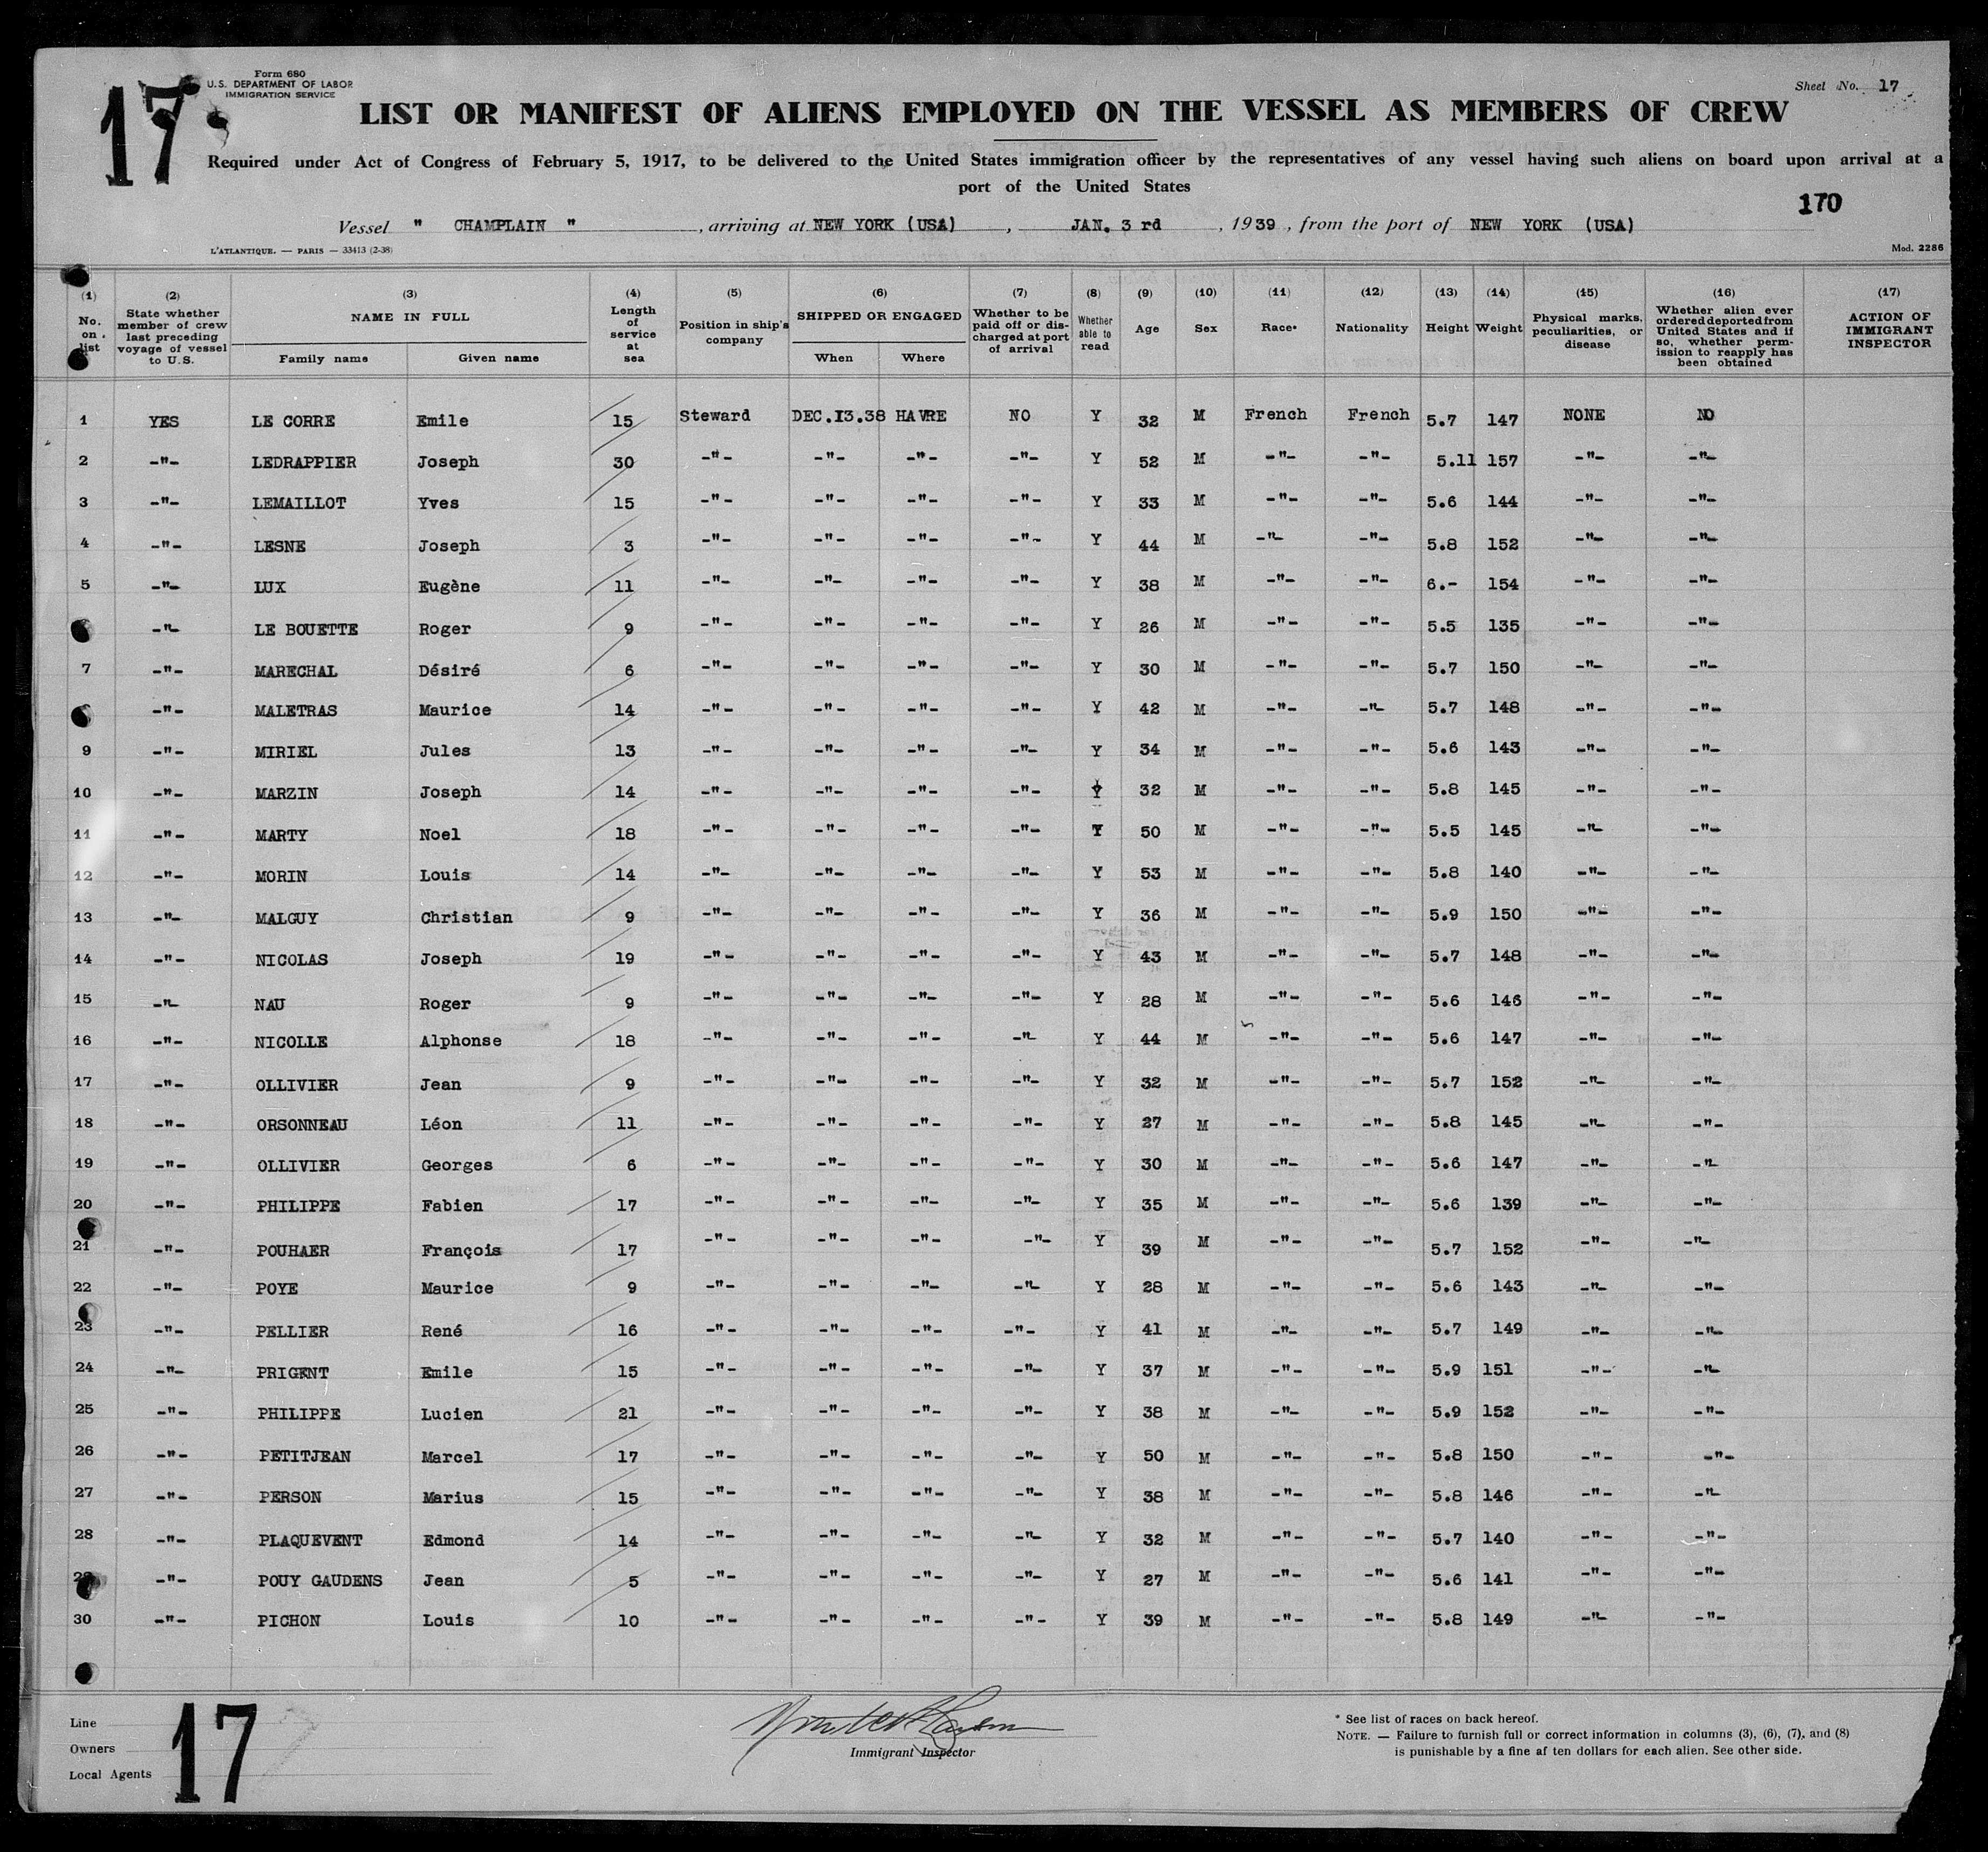 17
Form 680
U.S. DEPARTMENT OF LABOR
IMMIGRATION SERVICE
Sheet No. 17
LIST OR MANIFEST OF ALIENS EMPLOYED ON THE VESSEL AS MEMBERS OF CREW
Required under Act of Congress of February 5, 1917, to be delivered to the United States immigration officer by the representatives of any vessel having such aliens on board upon arrival at a
port of the United States
170
Vessel " CHAMPLAIN " , arriving at NEW YORK (USA) , JAN. 3 rd , 1939 , from the port of NEW YORK (USA)
L'ATLANTIQUE. — PARIS — 33413 (2-38)
Mod. 2286
(1) No. on list
(2) State whether member of crew last preceding voyage of vessel to U.S.
(3) NAME IN FULL Family name Given name
(4) Length of service at sea
(5) Position in ship's company
(6) SHIPPED OR ENGAGED When Where
(7) Whether to be paid off or discharged at port of arrival
(8) Whether able to read
(9) Age
(10) Sex
(11) Race*
(12) Nationality
(13) Height
(14) Weight
(15) Physical marks, peculiarities, or disease
(16) Whether alien ever ordered deported from United States and if so, whether permission to reapply has been obtained
(17) ACTION OF IMMIGRANT INSPECTOR
1 YES LE CORRE Emile 15 Steward DEC.I3.38 HAVRE NO Y 32 M French French 5.7 147 NONE NO
2 -"- LEDRAPPIER Joseph 30 -"- -"- -"- -"- Y 52 M -"- -"- 5.11 157 -"- -"-
3 -"- LEMAILLOT Yves 15 -"- -"- -"- -"- Y 33 M -"- -"- 5.6 144 -"- -"-
4 -"- LESNE Joseph 3 -"- -"- -"- -"- Y 44 M -"- -"- 5.8 152 -"- -"-
5 -"- LUX Eugène 11 -"- -"- -"- -"- Y 38 M -"- -"- 6.- 154 -"- -"-
-"- LE BOUETTE Roger 9 -"- -"- -"- -"- Y 26 M -"- -"- 5.5 135 -"- -"-
7 -"- MARECHAL Désiré 6 -"- -"- -"- -"- Y 30 M -"- -"- 5.7 150 -"- -"-
-"- MALETRAS Maurice 14 -"- -"- -"- -"- Y 42 M -"- -"- 5.7 148 -"- -"-
9 -"- MIRIEL Jules 13 -"- -"- -"- -"- Y 34 M -"- -"- 5.6 143 -"- -"-
10 -"- MARZIN Joseph 14 -"- -"- -"- -"- Y 32 M -"- -"- 5.8 145 -"- -"-
11 -"- MARTY Noel 18 -"- -"- -"- -"- Y 50 M -"- -"- 5.5 145 -"- -"-
12 -"- MORIN Louis 14 -"- -"- -"- -"- Y 53 M -"- -"- 5.8 140 -"- -"-
13 -"- MALGUY Christian 9 -"- -"- -"- -"- Y 36 M -"- -"- 5.9 150 -"- -"-
14 -"- NICOLAS Joseph 19 -"- -"- -"- -"- Y 43 M -"- -"- 5.7 148 -"- -"-
15 -"- NAU Roger 9 -"- -"- -"- -"- Y 28 M -"- -"- 5.6 146 -"- -"-
16 -"- NICOLLE Alphonse 18 -"- -"- -"- -"- Y 44 M -"- -"- 5.6 147 -"- -"-
17 -"- OLLIVIER Jean 9 -"- -"- -"- -"- Y 32 M -"- -"- 5.7 152 -"- -"-
18 -"- ORSONNEAU Léon 11 -"- -"- -"- -"- Y 27 M -"- -"- 5.8 145 -"- -"-
19 -"- OLLIVIER Georges 6 -"- -"- -"- -"- Y 30 M -"- -"- 5.6 147 -"- -"-
20 -"- PHILIPPE Fabien 17 -"- -"- -"- -"- Y 35 M -"- -"- 5.6 139 -"- -"-
21 -"- POUHAER François 17 -"- -"- -"- -"- Y 39 M -"- -"- 5.7 152 -"- -"-
22 -"- POYE Maurice 9 -"- -"- -"- -"- Y 28 M -"- -"- 5.6 143 -"- -"-
23 -"- PELLIER René 16 -"- -"- -"- -"- Y 41 M -"- -"- 5.7 149 -"- -"-
24 -"- PRIGENT Emile 15 -"- -"- -"- -"- Y 37 M -"- -"- 5.9 151 -"- -"-
25 -"- PHILIPPE Lucien 21 -"- -"- -"- -"- Y 38 M -"- -"- 5.9 152 -"- -"-
26 -"- PETITJEAN Marcel 17 -"- -"- -"- -"- Y 50 M -"- -"- 5.8 150 -"- -"-
27 -"- PERSON Marius 15 -"- -"- -"- -"- Y 38 M -"- -"- 5.8 146 -"- -"-
28 -"- PLAQUEVENT Edmond 14 -"- -"- -"- -"- Y 32 M -"- -"- 5.7 140 -"- -"-
-"- POUY GAUDENS Jean 5 -"- -"- -"- -"- Y 27 M -"- -"- 5.6 141 -"- -"-
30 -"- PICHON Louis 10 -"- -"- -"- -"- Y 39 M -"- -"- 5.8 149 -"- -"-
Line
Owners
Local Agents
17
Immigrant Inspector
* See list of races on back hereof.
NOTE. — Failure to furnish full or correct information in columns (3), (6), (7), and (8)
is punishable by a fine af ten dollars for each alien. See other side.